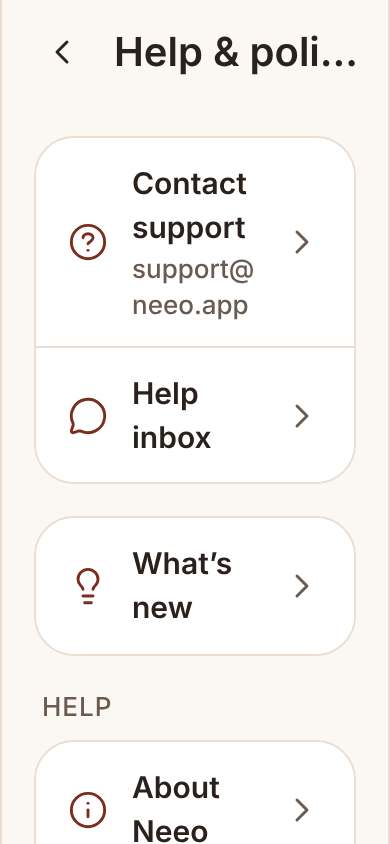 Help & poli...
Contact
support
support@
neeo.app
Help
inbox
What’s
new
HELP
About
Neeo